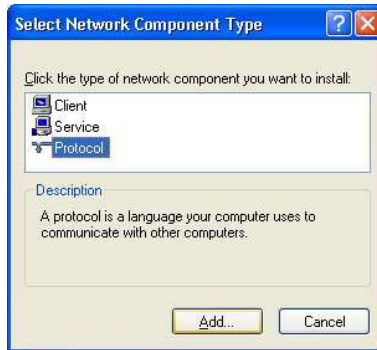 Select Network Component Type
Click the type of network component you want to install:
Client
Service
Protocol
Description
A protocol is a language your computer uses to
communicate with other computers.
Add...
Cancel